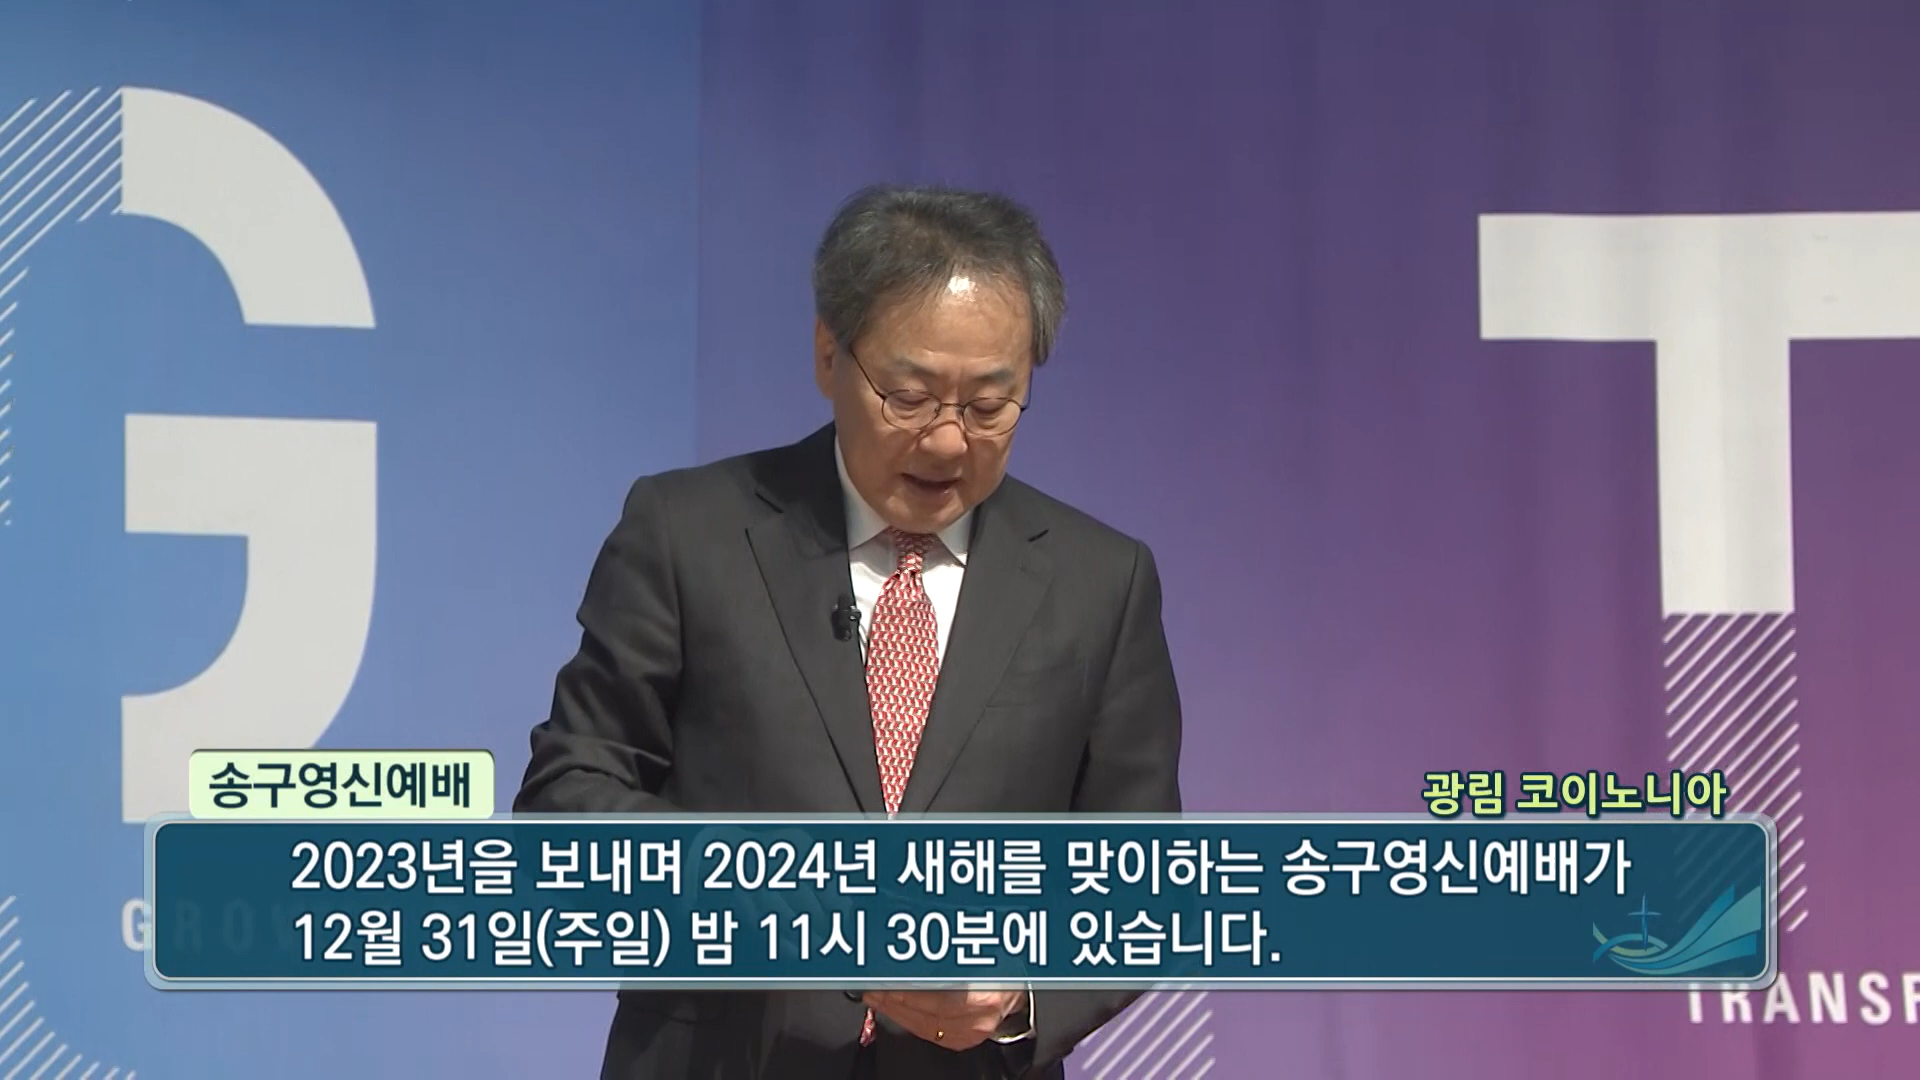 G
T
송구영신예배
광림 코이노니아
2023년을 보내며 2024년 새해를 맞이하는 송구영신예배가
12월 31일(주일) 밤 11시 30분에 있습니다.